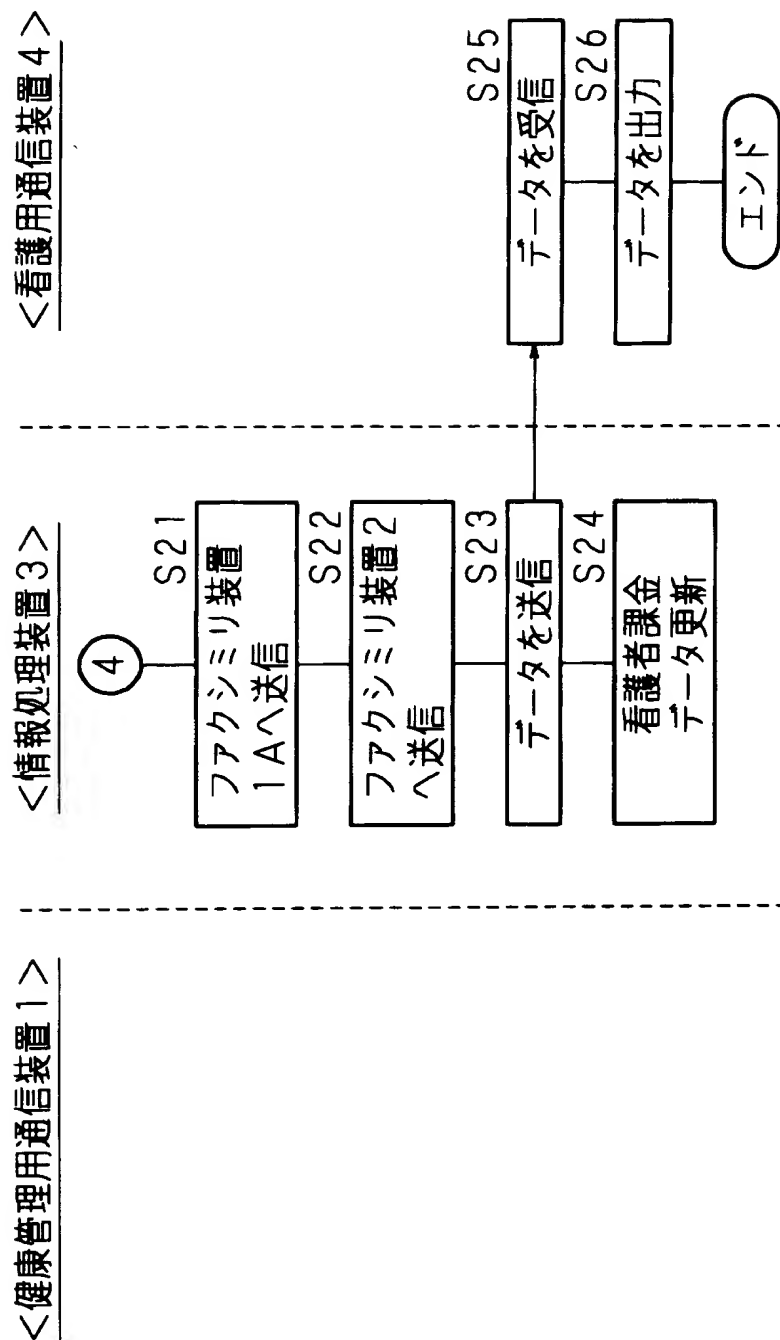 <健康管理用通信装置1>
<情報処理装置3>
<看護用通信装置4>
4
S21
ファクシミリ装置
1Aへ送信
S22
ファクシミリ装置2
へ送信
S23
データを送信
S24
看護者課金
データ更新
S25
データを受信
S26
データを出力
エンド